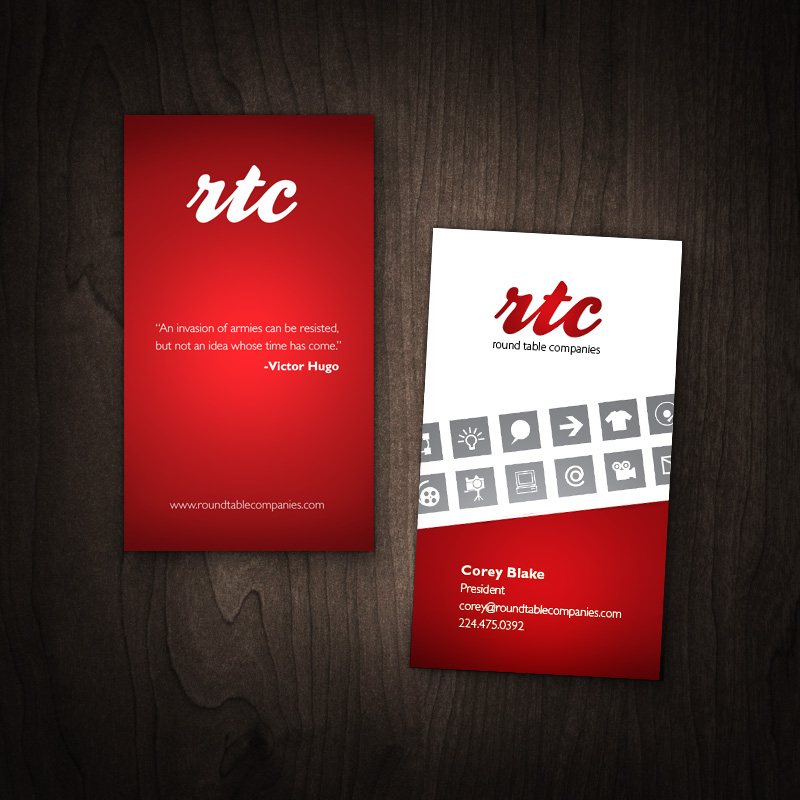 rtc
“An invasion of armies can be resisted,
but not an idea whose time has come.”
-Victor Hugo
www.roundtablecompanies.com
rtc
round table companies
Corey Blake
President
corey@roundtablecompanies.com
224.475.0392